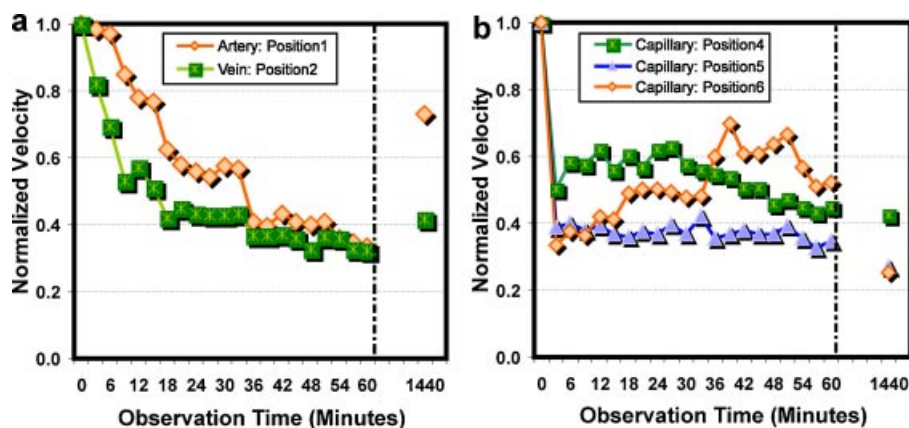 a
Normalized Velocity
1.0
0.8
0.6
0.4
0.2
0.0
Artery: Position1
Vein: Position2
0 6 12 18 24 30 36 42 48 54 60 1440
Observation Time (Minutes)
b
Normalized Velocity
1.0
0.8
0.6
0.4
0.2
0.0
Capillary: Position4
Capillary: Position5
Capillary: Position6
0 6 12 18 24 30 36 42 48 54 60 1440
Observation Time (Minutes)